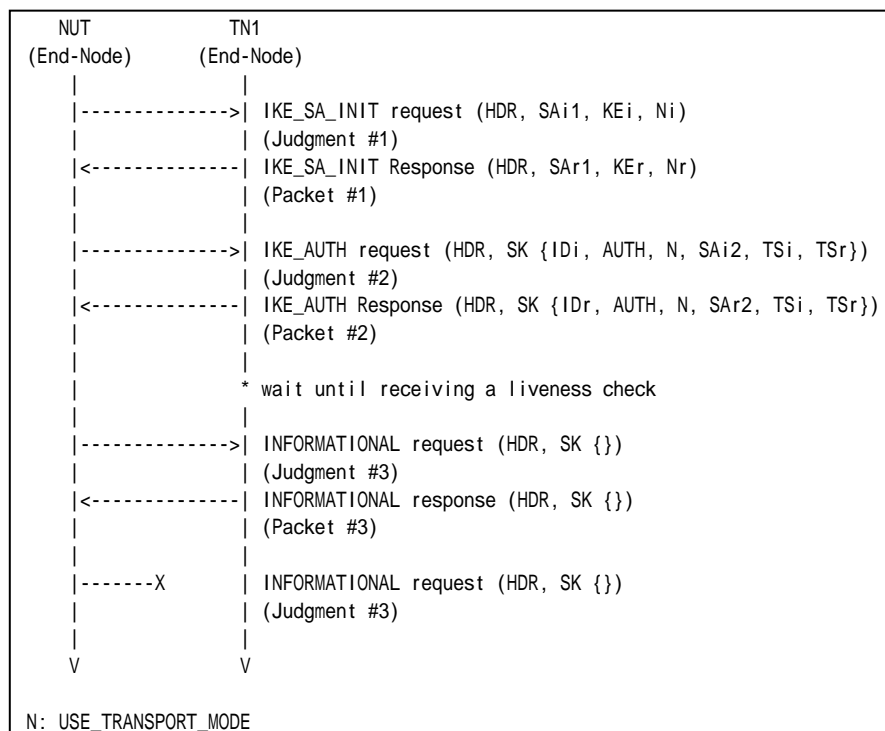 NUT TN1
(End-Node) (End-Node)
| |
|-------------->| IKE_SA_INIT request (HDR, SAi1, KEi, Ni)
| | (Judgment #1)
|<--------------| IKE_SA_INIT Response (HDR, SAr1, KEr, Nr)
| | (Packet #1)
| |
|-------------->| IKE_AUTH request (HDR, SK {IDi, AUTH, N, SAi2, TSi, TSr})
| | (Judgment #2)
|<--------------| IKE_AUTH Response (HDR, SK {IDr, AUTH, N, SAr2, TSi, TSr})
| | (Packet #2)
| |
| * wait until receiving a liveness check
| |
|-------------->| INFORMATIONAL request (HDR, SK {})
| | (Judgment #3)
|<--------------| INFORMATIONAL response (HDR, SK {})
| | (Packet #3)
| |
|-------X | INFORMATIONAL request (HDR, SK {})
| | (Judgment #3)
| |
V V
N: USE_TRANSPORT_MODE